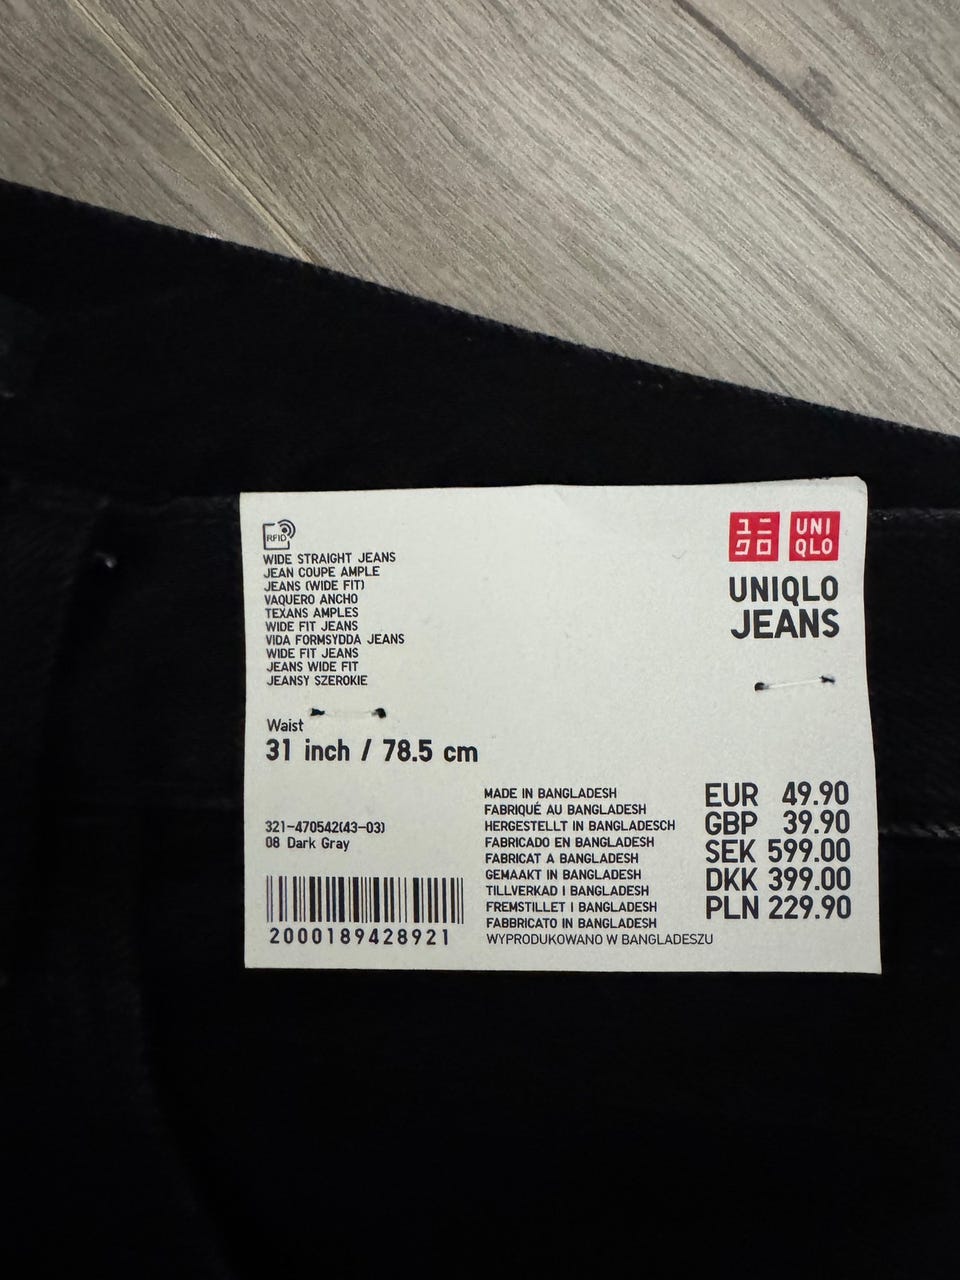 RFID
WIDE STRAIGHT JEANS
JEAN COUPE AMPLE
JEANS (WIDE FIT)
VAQUERO ANCHO
TEXANS AMPLES
WIDE FIT JEANS
VIDA FORMSYDDA JEANS
WIDE FIT JEANS
JEANS WIDE FIT
JEANSY SZEROKIE
ユニ UNI
クロ QLO
UNIQLO
JEANS
Waist
31 inch / 78.5 cm
321-470542(43-03)
08 Dark Gray
2000189428921
MADE IN BANGLADESH
FABRIQUÉ AU BANGLADESH
HERGESTELLT IN BANGLADESCH
FABRICADO EN BANGLADESH
FABRICAT A BANGLADESH
GEMAAKT IN BANGLADESH
TILLVERKAD I BANGLADESH
FREMSTILLET I BANGLADESH
FABBRICATO IN BANGLADESH
WYPRODUKOWANO W BANGLADESZU
EUR 49.90
GBP 39.90
SEK 599.00
DKK 399.00
PLN 229.90